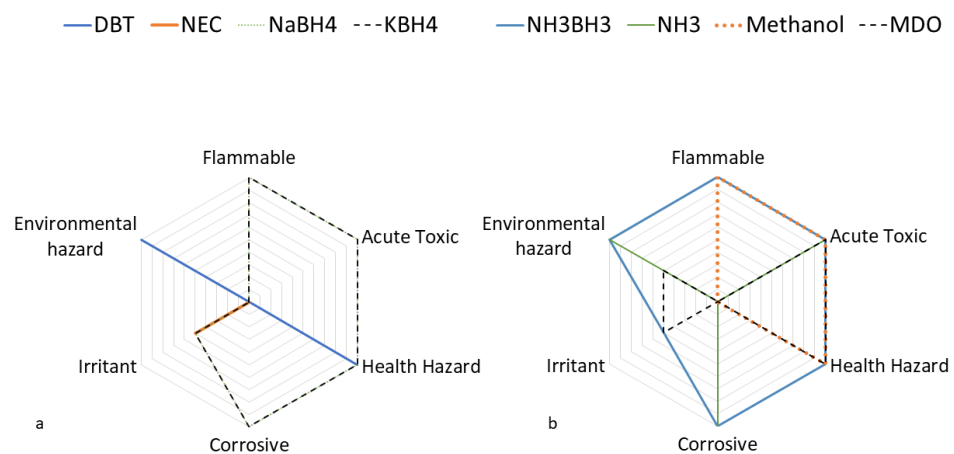 DBT NEC NaBH4 KBH4
NH3BH3 NH3 Methanol MDO
Flammable
Environmental
hazard
Acute Toxic
Irritant
Health Hazard
Corrosive
a
Flammable
Environmental
hazard
Acute Toxic
Irritant
Health Hazard
Corrosive
b